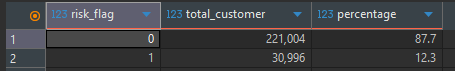 123 risk_flag 123 total_customer 123 percentage
1 0 221,004 87.7
2 1 30,996 12.3